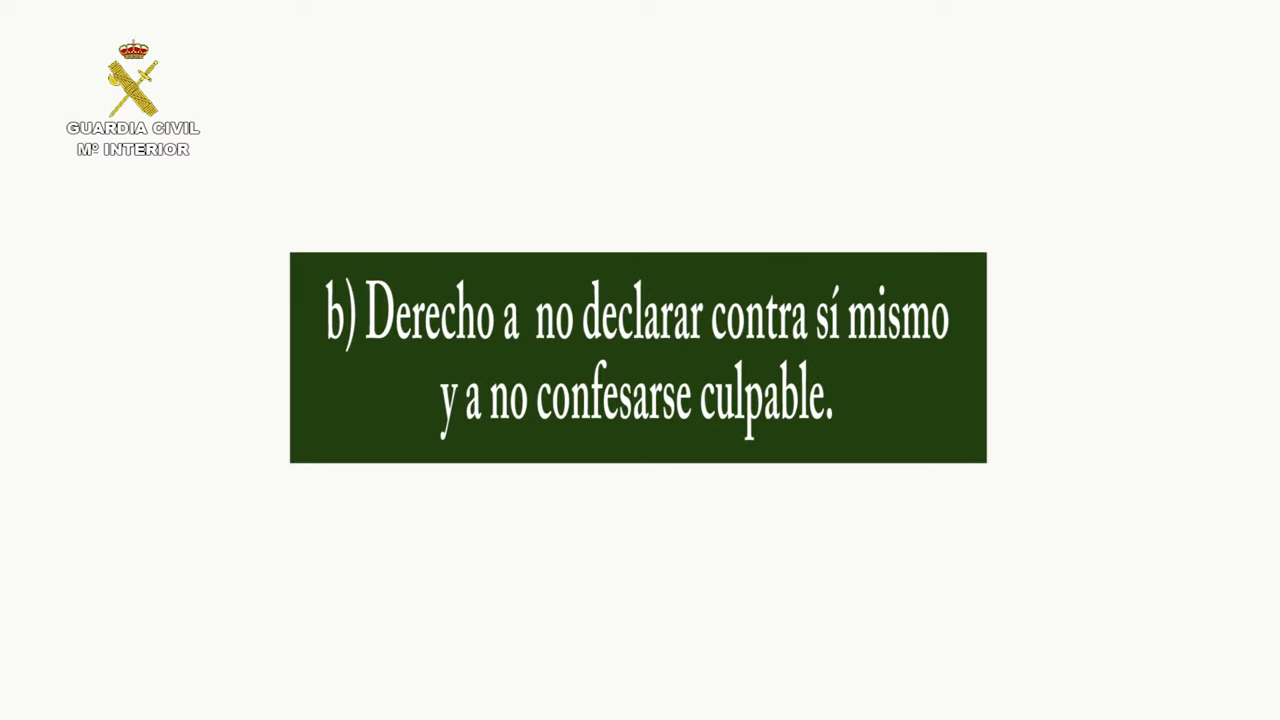 GUARDIA CIVIL
Mº INTERIOR
b) Derecho a no declarar contra sí mismo
y a no confesarse culpable.